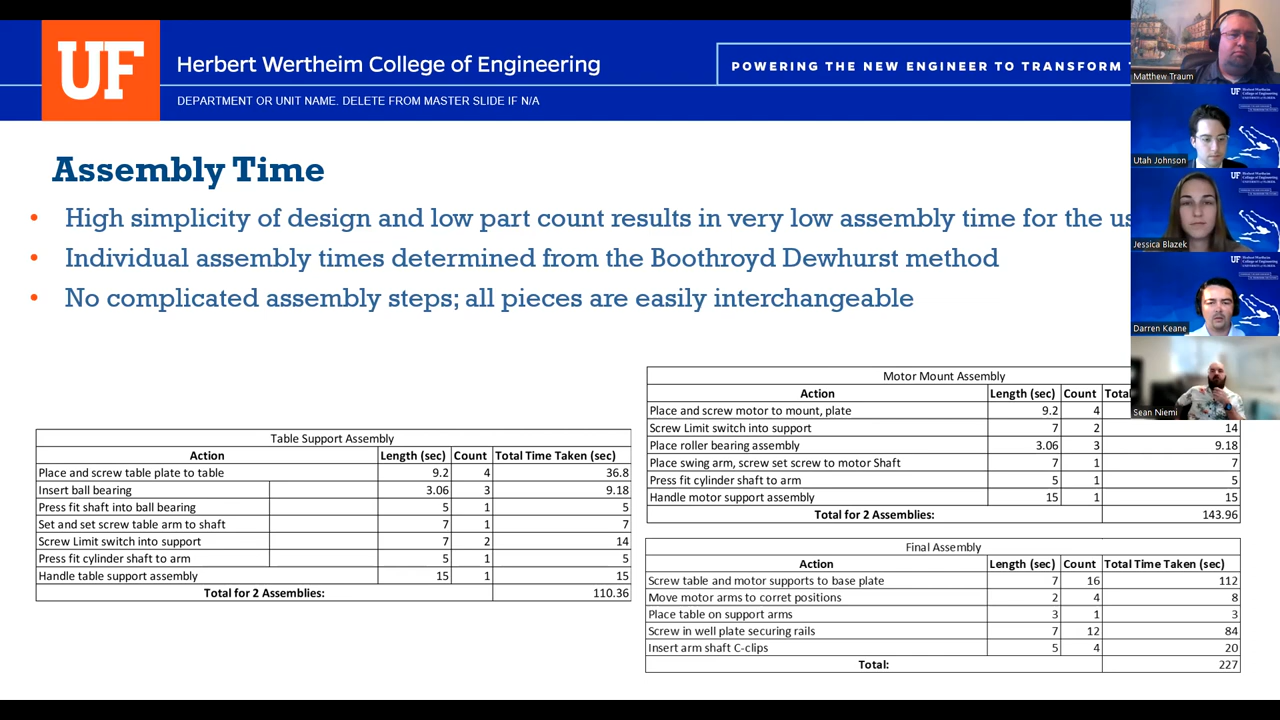 UF
Herbert Wertheim College of Engineering
POWERING THE NEW ENGINEER TO TRANSFORM
DEPARTMENT OR UNIT NAME. DELETE FROM MASTER SLIDE IF N/A
Matthew Traum
Utah Johnson
Jessica Blazek
Darren Keane
Sean Niemi
Assembly Time
• High simplicity of design and low part count results in very low assembly time for the us
• Individual assembly times determined from the Boothroyd Dewhurst method
• No complicated assembly steps; all pieces are easily interchangeable
Table Support Assembly
Action Length (sec) Count Total Time Taken (sec)
Place and screw table plate to table 9.2 4 36.8
Insert ball bearing 3.06 3 9.18
Press fit shaft into ball bearing 5 1 5
Set and set screw table arm to shaft 7 1 7
Screw Limit switch into support 7 2 14
Press fit cylinder shaft to arm 5 1 5
Handle table support assembly 15 1 15
Total for 2 Assemblies: 110.36
Motor Mount Assembly
Action Length (sec) Count Total
Place and screw motor to mount, plate 9.2 4
Screw Limit switch into support 7 2 14
Place roller bearing assembly 3.06 3 9.18
Place swing arm, screw set screw to motor Shaft 7 1 7
Press fit cylinder shaft to arm 5 1 5
Handle motor support assembly 15 1 15
Total for 2 Assemblies: 143.96
Final Assembly
Action Length (sec) Count Total Time Taken (sec)
Screw table and motor supports to base plate 7 16 112
Move motor arms to corret positions 2 4 8
Place table on support arms 3 1 3
Screw in well plate securing rails 7 12 84
Insert arm shaft C-clips 5 4 20
Total: 227